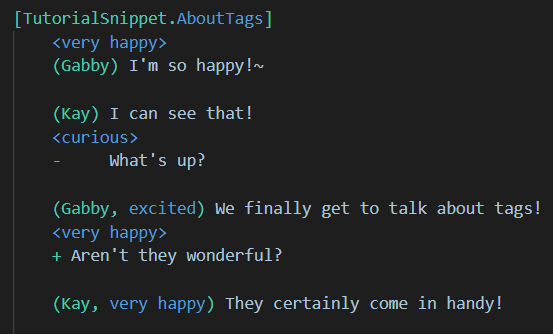 [TutorialSnippet.AboutTags]
<very happy>
(Gabby) I'm so happy!~
(Kay) I can see that!
<curious>
-     What's up?
(Gabby, excited) We finally get to talk about tags!
<very happy>
+ Aren't they wonderful?
(Kay, very happy) They certainly come in handy!